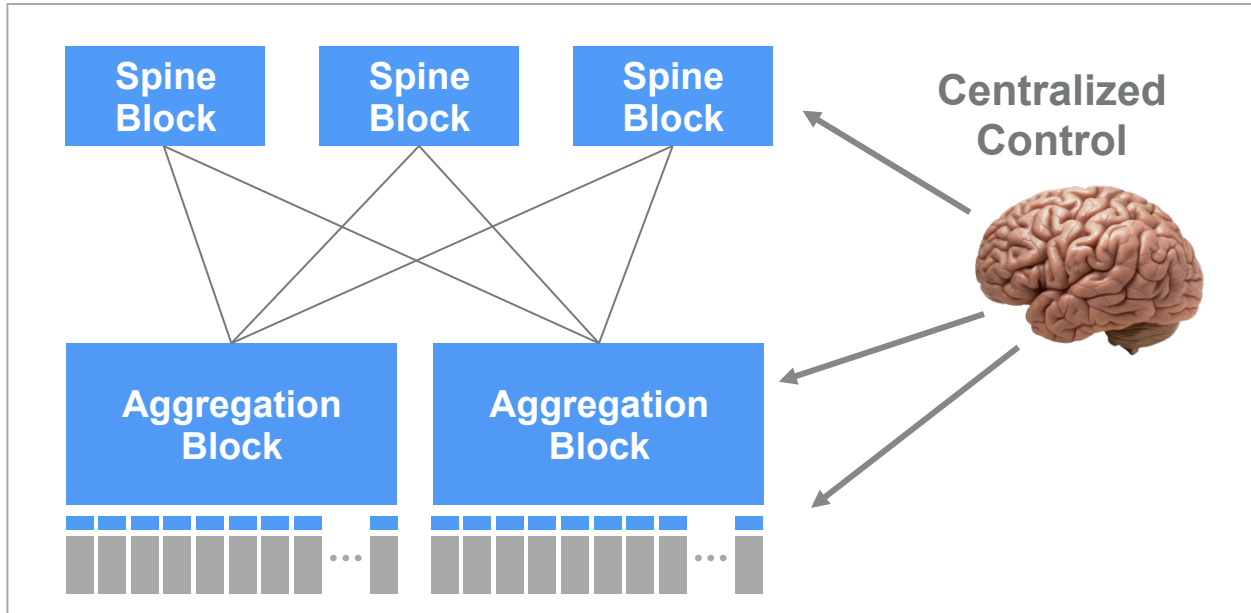 Spine
Block
Spine
Block
Spine
Block
Centralized
Control
Aggregation
Block
Aggregation
Block
...
...